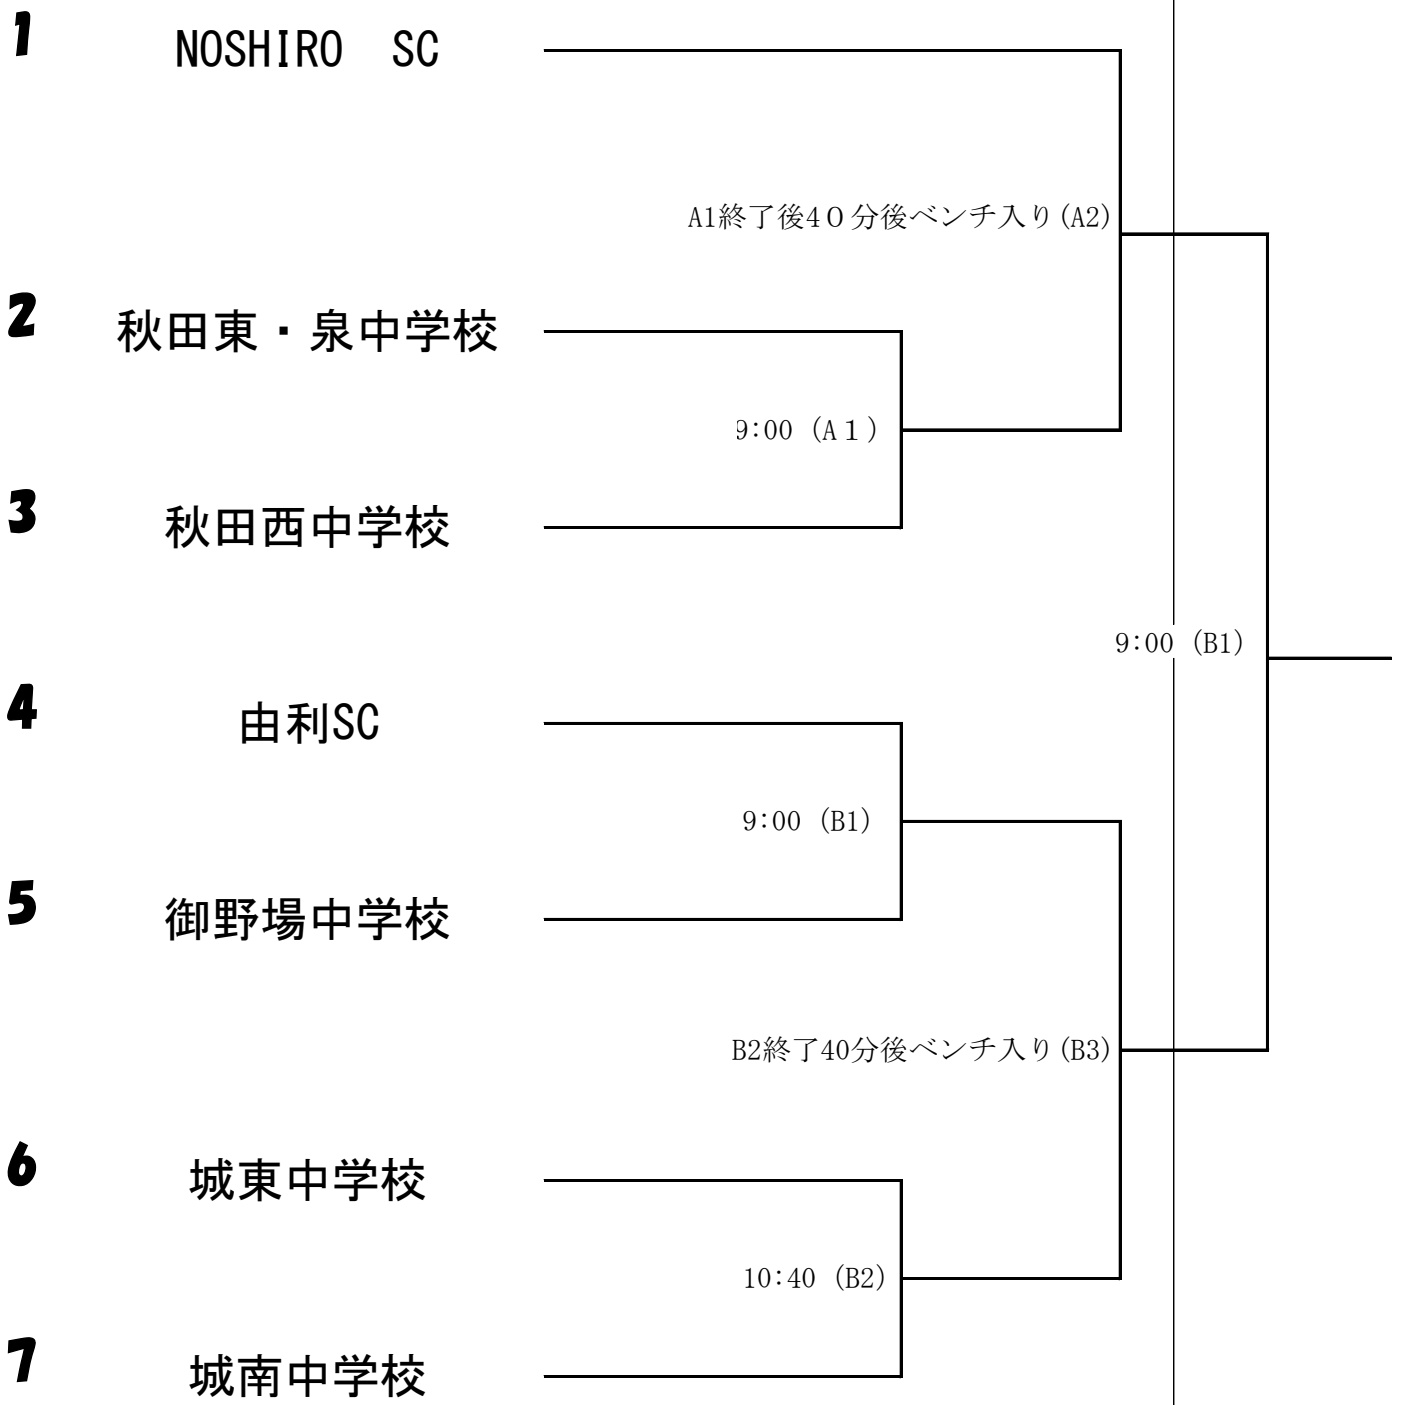 1 NOSHIRO　SC
A1終了後4０分後ベンチ入り(A2)
2 秋田東・泉中学校
9:00 (A１)
3 秋田西中学校
9:00 (B1)
4 由利SC
9:00 (B1)
5 御野場中学校
B2終了40分後ベンチ入り(B3)
6 城東中学校
10:40 (B2)
7 城南中学校